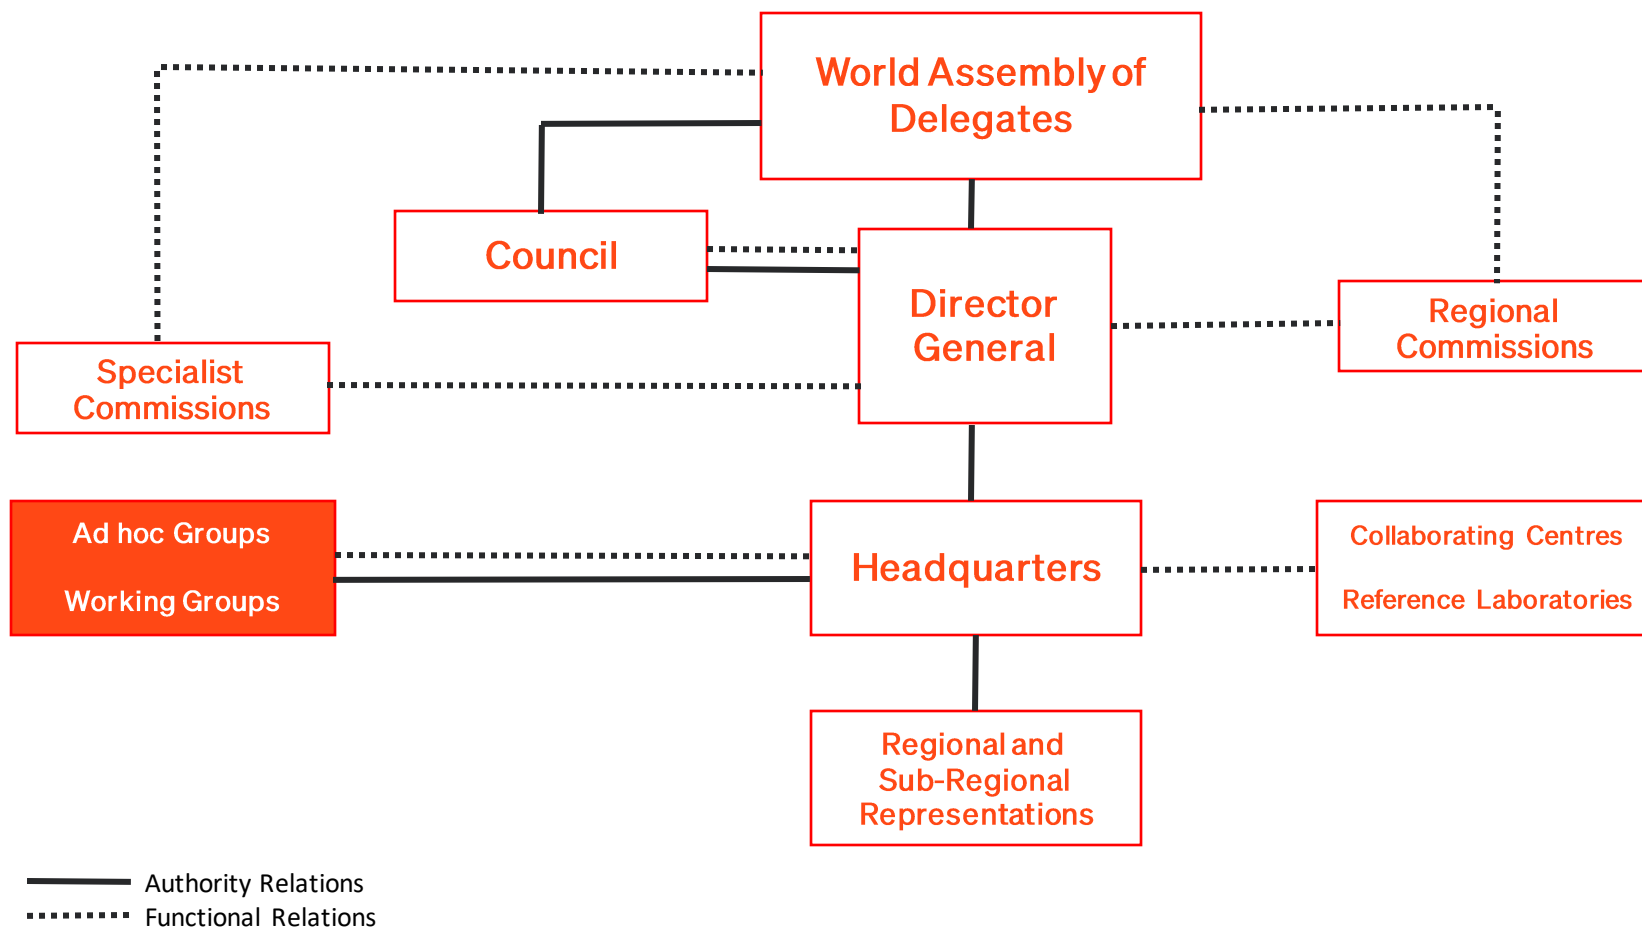 World Assembly of
Delegates
Council
Director
General
Regional
Commissions
Specialist
Commissions
Ad hoc Groups
Working Groups
Headquarters
Collaborating Centres
Reference Laboratories
Regional and
Sub-Regional
Representations
Authority Relations
Functional Relations